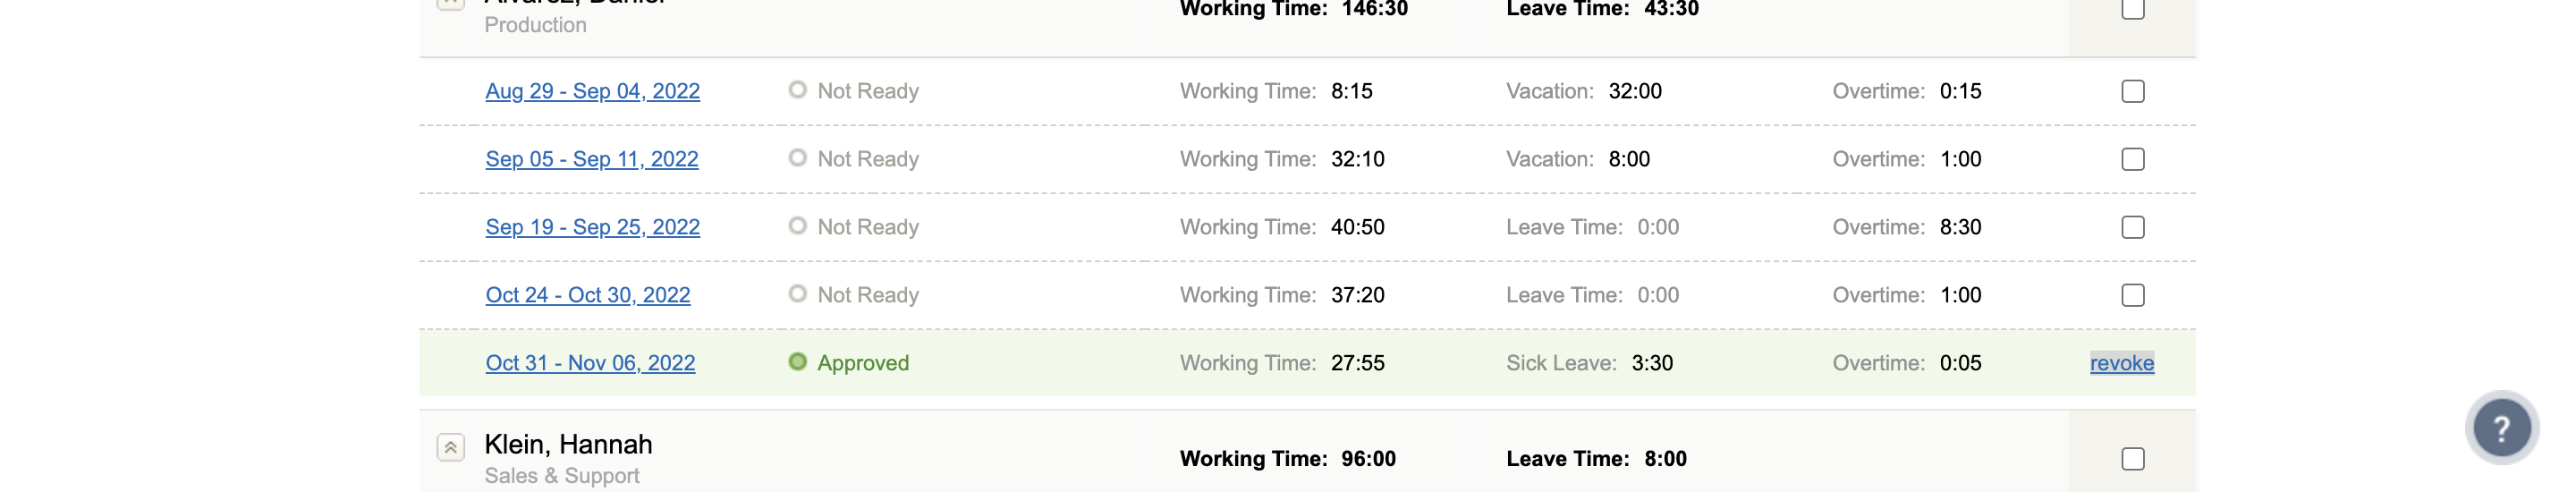 Alvarez, Daniel Working Time: 146:30 Leave Time: 43:30
Production
Aug 29 - Sep 04, 2022 Not Ready Working Time: 8:15 Vacation: 32:00 Overtime: 0:15
Sep 05 - Sep 11, 2022 Not Ready Working Time: 32:10 Vacation: 8:00 Overtime: 1:00
Sep 19 - Sep 25, 2022 Not Ready Working Time: 40:50 Leave Time: 0:00 Overtime: 8:30
Oct 24 - Oct 30, 2022 Not Ready Working Time: 37:20 Leave Time: 0:00 Overtime: 1:00
Oct 31 - Nov 06, 2022 Approved Working Time: 27:55 Sick Leave: 3:30 Overtime: 0:05 revoke
?
Klein, Hannah Working Time: 96:00 Leave Time: 8:00
Sales & Support